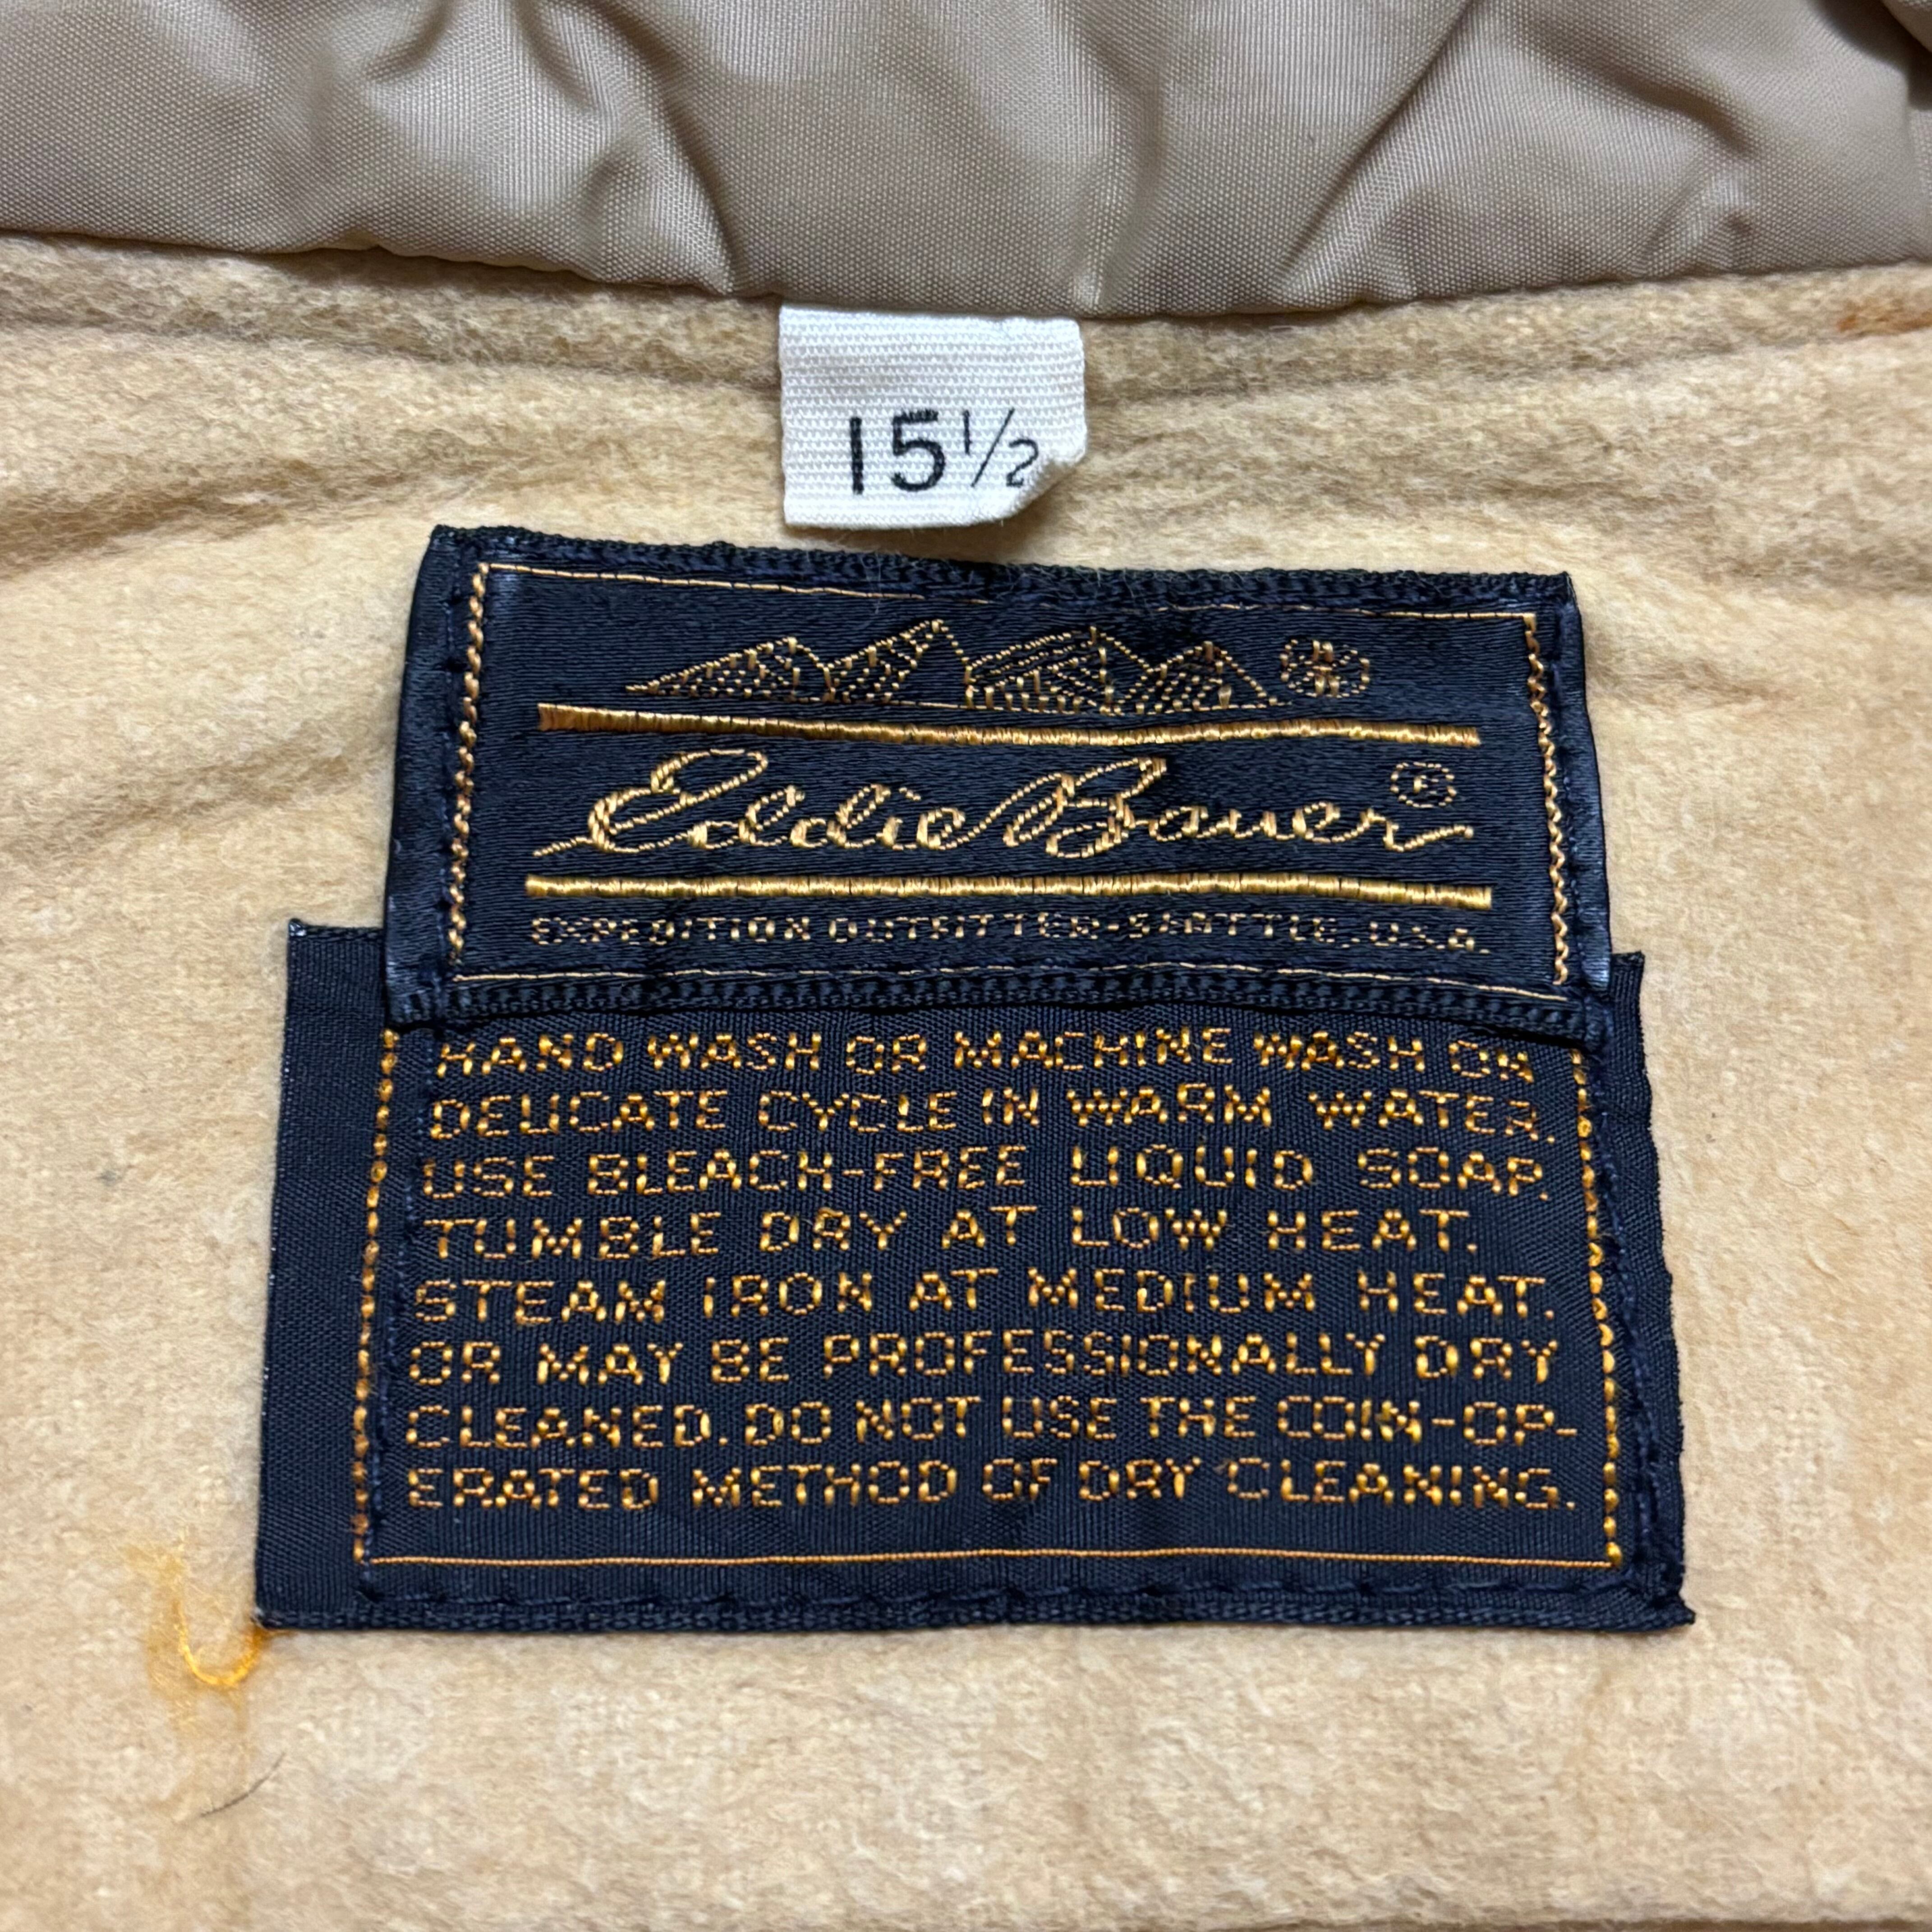 15 1/2
Eddie Bauer ®
EXPEDITION OUTFITTER-SEATTLE, U.S.A.
HAND WASH OR MACHINE WASH ON
DELICATE CYCLE IN WARM WATER.
USE BLEACH-FREE LIQUID SOAP.
TUMBLE DRY AT LOW HEAT.
STEAM IRON AT MEDIUM HEAT.
OR MAY BE PROFESSIONALLY DRY
CLEANED. DO NOT USE THE COIN-OP-
ERATED METHOD OF DRY CLEANING.